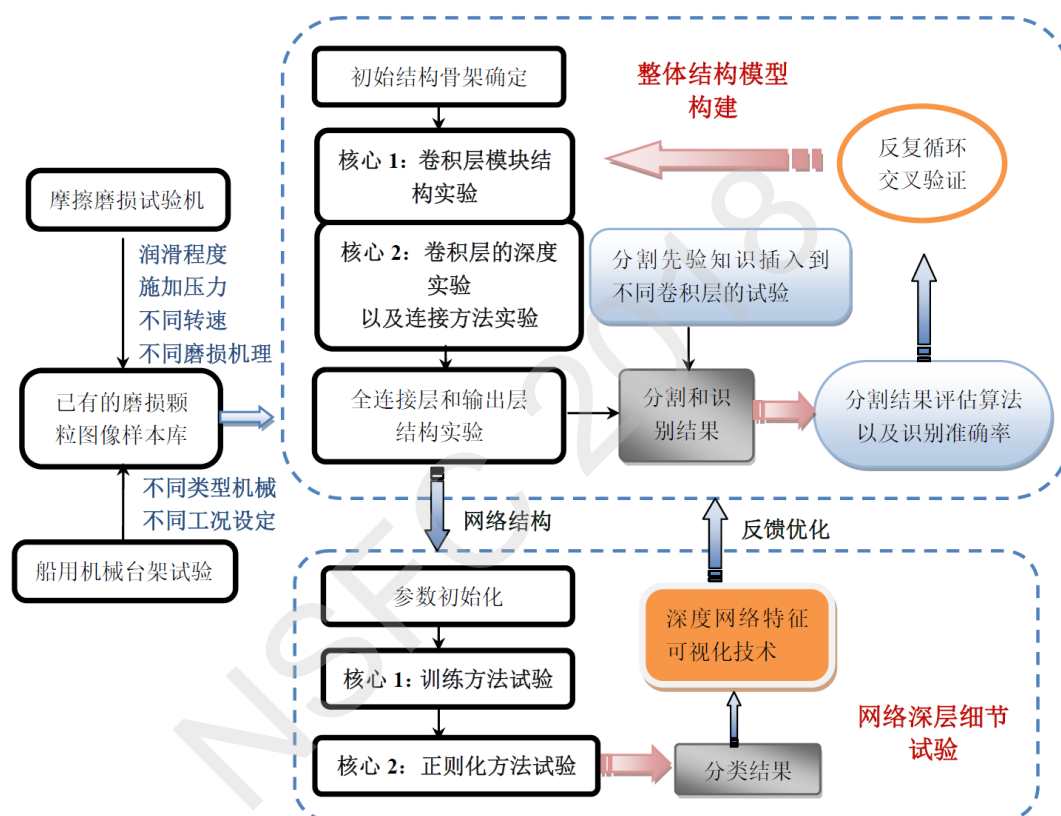 初始结构骨架确定
整体结构模型
构建
核心 1：卷积层模块结
构实验
反复循环
交叉验证
摩擦磨损试验机
核心 2：卷积层的深度
实验
以及连接方法实验
分割先验知识插入到
不同卷积层的试验
润滑程度
施加压力
不同转速
不同磨损机理
已有的磨损颗
粒图像样本库
全连接层和输出层
结构实验
分割和识
别结果
分割结果评估算法
以及识别准确率
不同类型机械
不同工况设定
船用机械台架试验
网络结构
反馈优化
参数初始化
深度网络特征
可视化技术
核心 1：训练方法试验
网络深层细节
试验
核心 2：正则化方法试验
分类结果
NSFC 2018